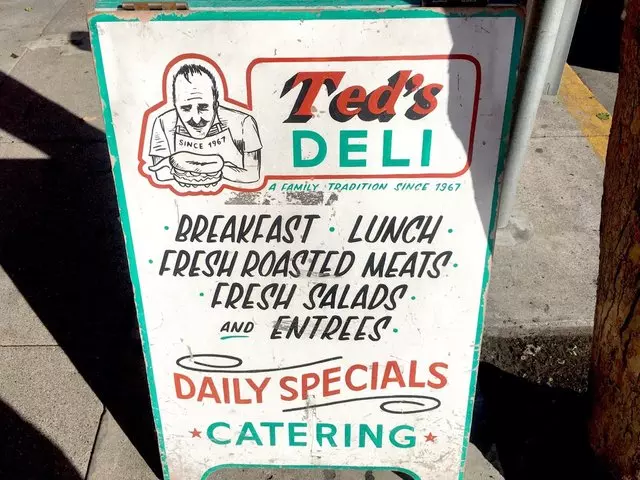 Ted's
DELI
SINCE 1967
A FAMILY TRADITION SINCE 1967
BREAKFAST · LUNCH ·
· FRESH ROASTED MEATS ·
· FRESH SALADS ·
AND ENTREES ·
DAILY SPECIALS
★ CATERING ★